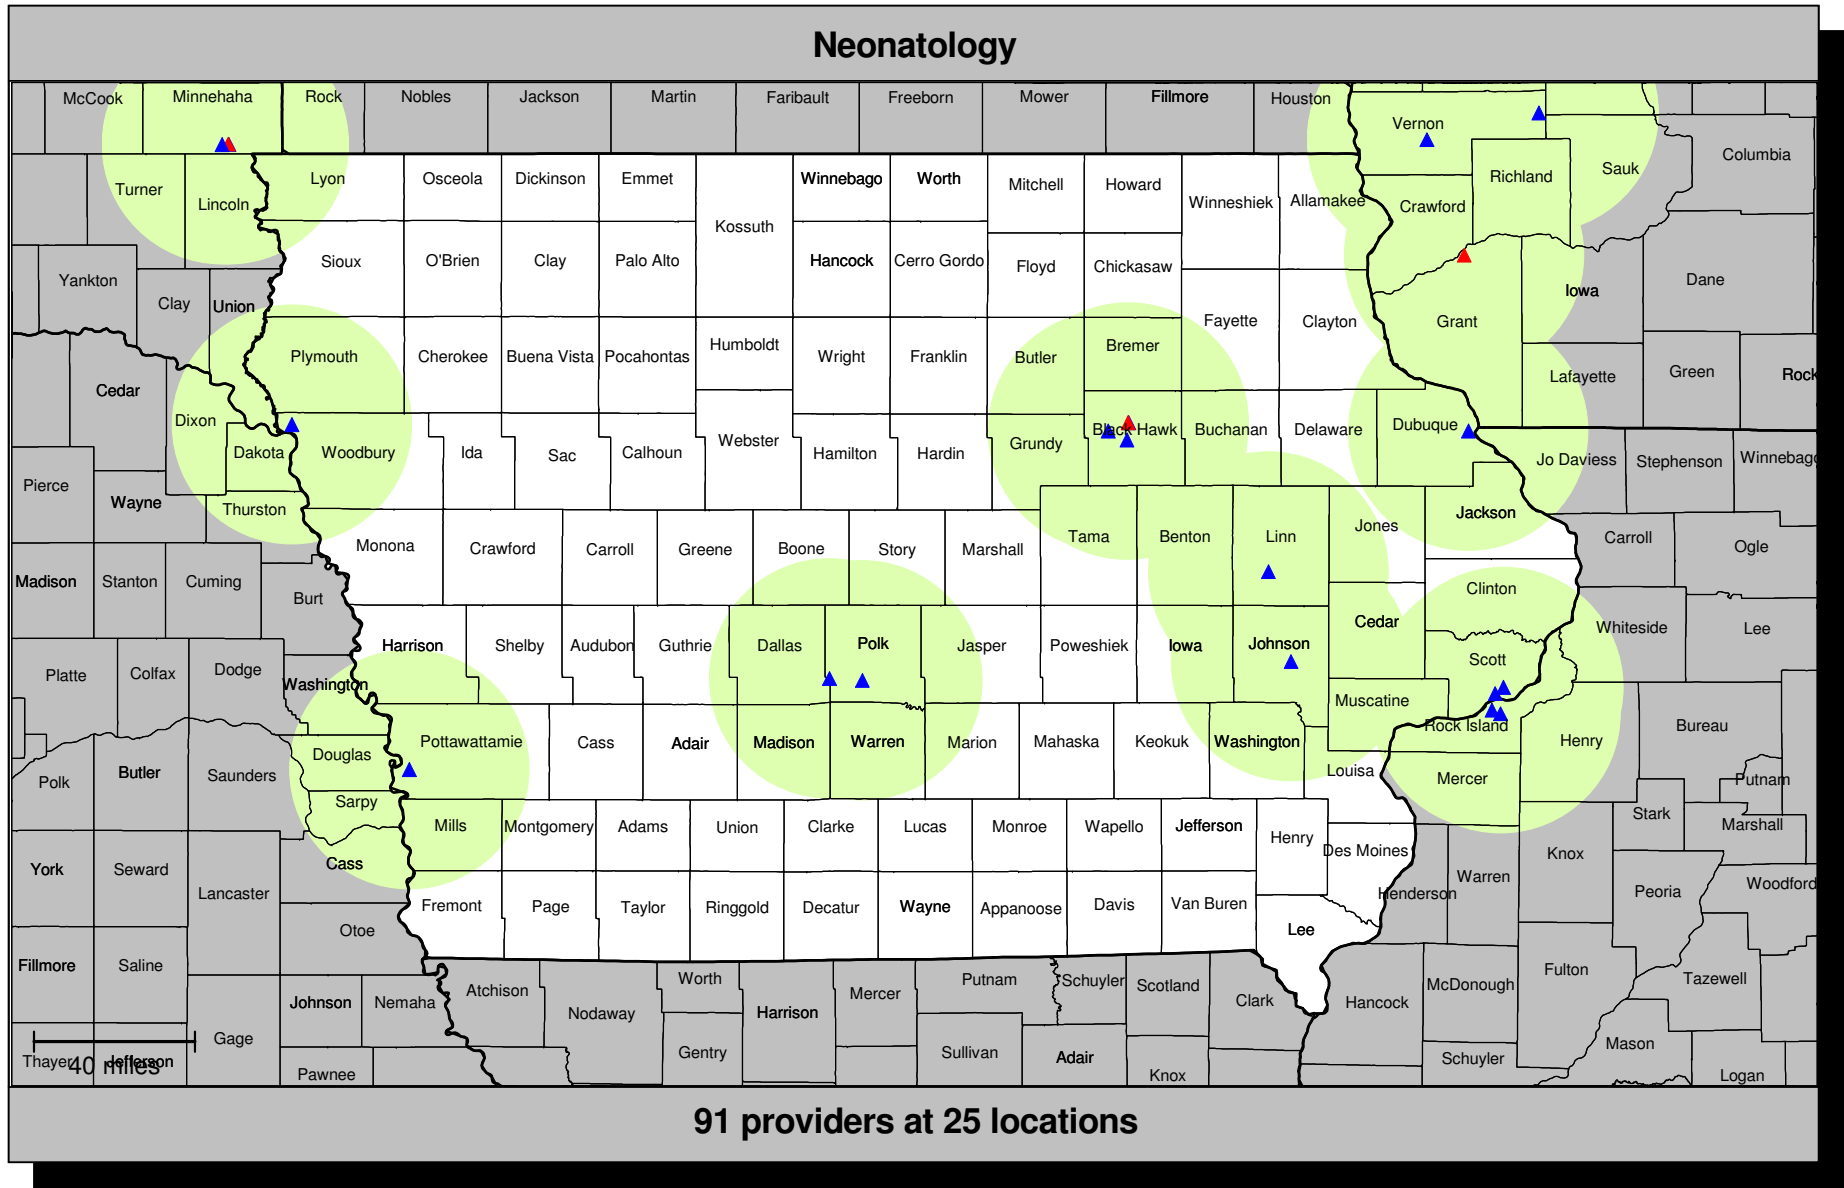 Neonatology
McCook Minnehaha Rock Nobles Jackson Martin Faribault Freeborn Mower Fillmore Houston
Vernon Columbia
Turner Lincoln Lyon Osceola Dickinson Emmet Winnebago Worth Mitchell Howard Richland Sauk
Kossuth Winneshiek Allamakee Crawford
Yankton Clay Union Sioux O'Brien Clay Palo Alto Hancock Cerro Gordo Floyd Chickasaw Iowa Dane
Fayette Clayton Grant
Cedar Plymouth Cherokee Buena Vista Pocahontas Humboldt Wright Franklin Butler Bremer Lafayette Green Rock
Dixon Dakota Woodbury Ida Sac Calhoun Webster Hamilton Hardin Grundy Black Hawk Buchanan Delaware Dubuque
Jo Daviess Stephenson Winnebago
Pierce Wayne Thurston Jackson
Monona Crawford Carroll Greene Boone Story Marshall Tama Benton Linn Jones Carroll Ogle
Madison Stanton Cuming Burt Clinton
Harrison Shelby Audubon Guthrie Dallas Polk Jasper Poweshiek Iowa Johnson Cedar Scott Whiteside Lee
Platte Colfax Dodge Washington Muscatine
Douglas Pottawattamie Cass Adair Madison Warren Marion Mahaska Keokuk Washington Rock Island Henry Bureau
Polk Butler Saunders Louisa Mercer Putnam
Sarpy Mills Montgomery Adams Union Clarke Lucas Monroe Wapello Jefferson Henry Stark Marshall
York Seward Cass Des Moines Knox
Lancaster Henderson Warren Peoria Woodford
Otoe Fremont Page Taylor Ringgold Decatur Wayne Appanoose Davis Van Buren Lee
Fillmore Saline Atchison Worth Mercer Putnam Schuyler Scotland Clark Hancock McDonough Fulton Tazewell
Johnson Nemaha Nodaway Harrison
Gage Gentry Sullivan Adair Schuyler Mason
Thayer Jefferson
40 miles
Pawnee Knox Logan
91 providers at 25 locations